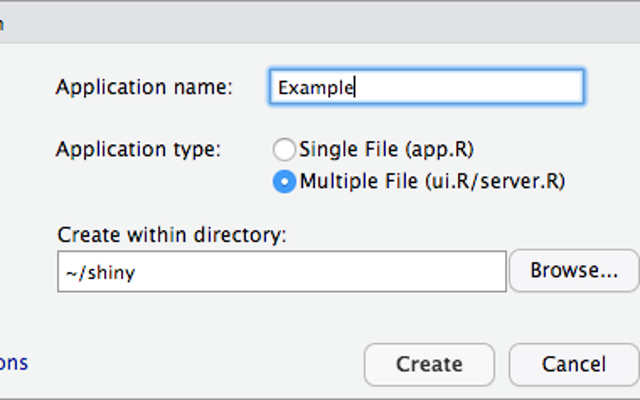 Application name: Example
Application type: Single File (app.R)
Multiple File (ui.R/server.R)
Create within directory:
~/shiny Browse...
Create Cancel